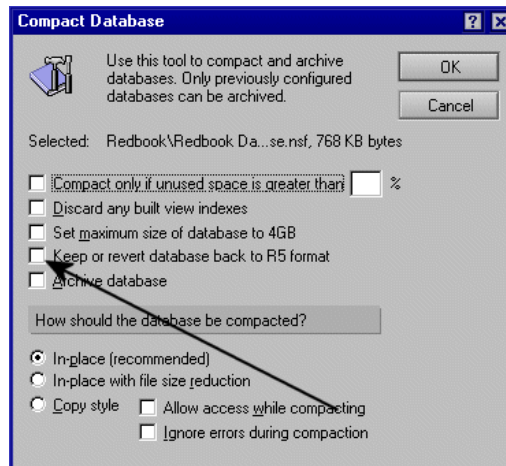 Compact Database
Use this tool to compact and archive
databases. Only previously configured
databases can be archived.
OK
Cancel
Selected: Redbook\Redbook Da...se.nsf, 768 KB bytes
Compact only if unused space is greater than %
Discard any built view indexes
Set maximum size of database to 4GB
Keep or revert database back to R5 format
Archive database
How should the database be compacted?
In-place (recommended)
In-place with file size reduction
Copy style Allow access while compacting
Ignore errors during compaction